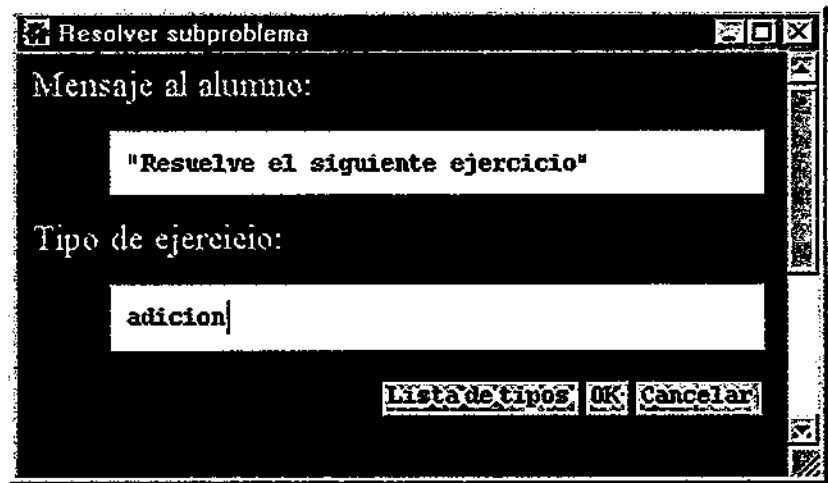 Resolver subproblema
Mensaje al alumno:
"Resuelve el siguiente ejercicio"
Tipo de ejercicio:
adicion
Lista de tipos OK Cancelar